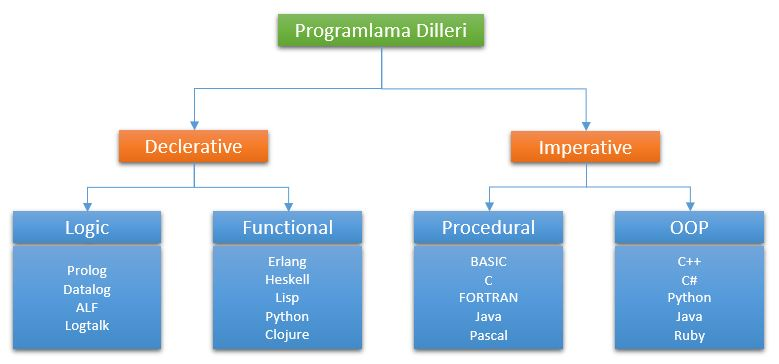 Programlama Dilleri
Declerative
Imperative
Logic
Functional
Procedural
OOP
Prolog
Datalog
ALF
Logtalk
Erlang
Heskell
Lisp
Python
Clojure
BASIC
C
FORTRAN
Java
Pascal
C++
C#
Python
Java
Ruby